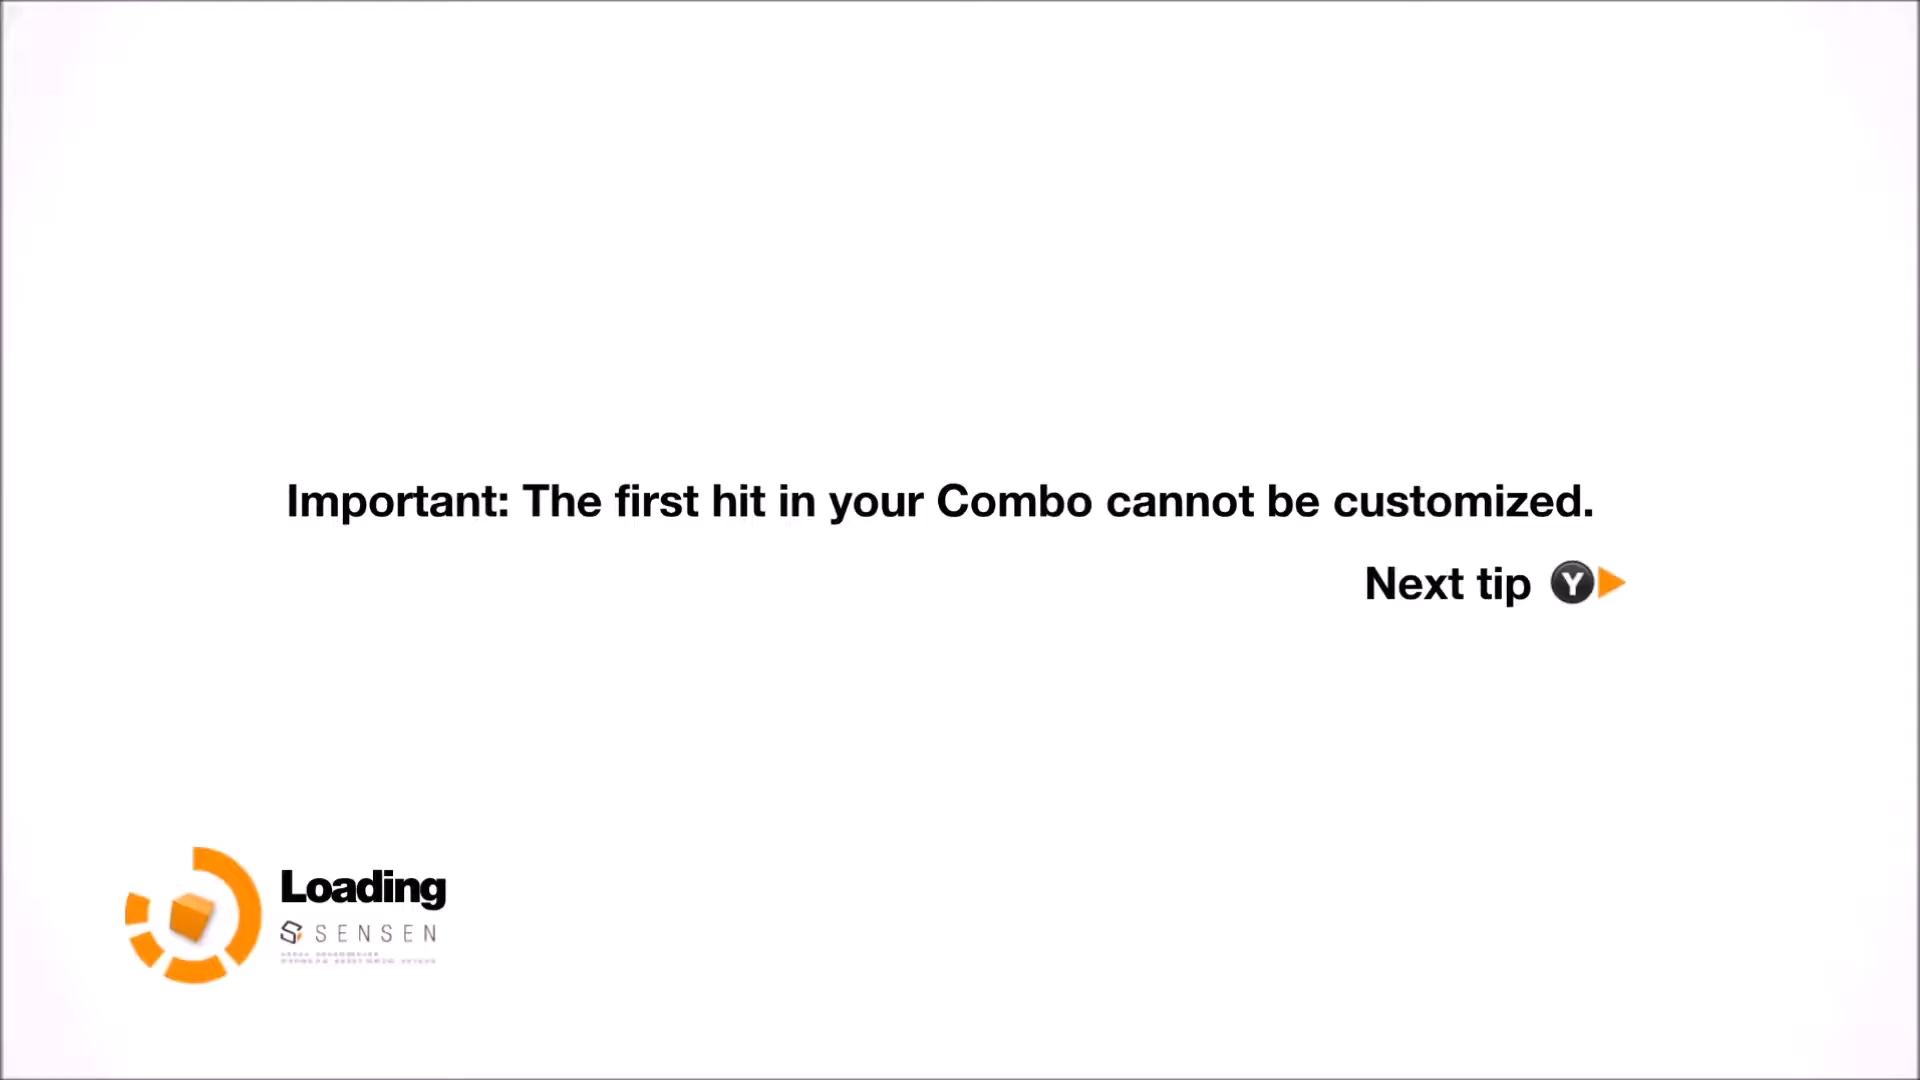 Important: The first hit in your Combo cannot be customized.
Next tip Y
Loading
SENSEN